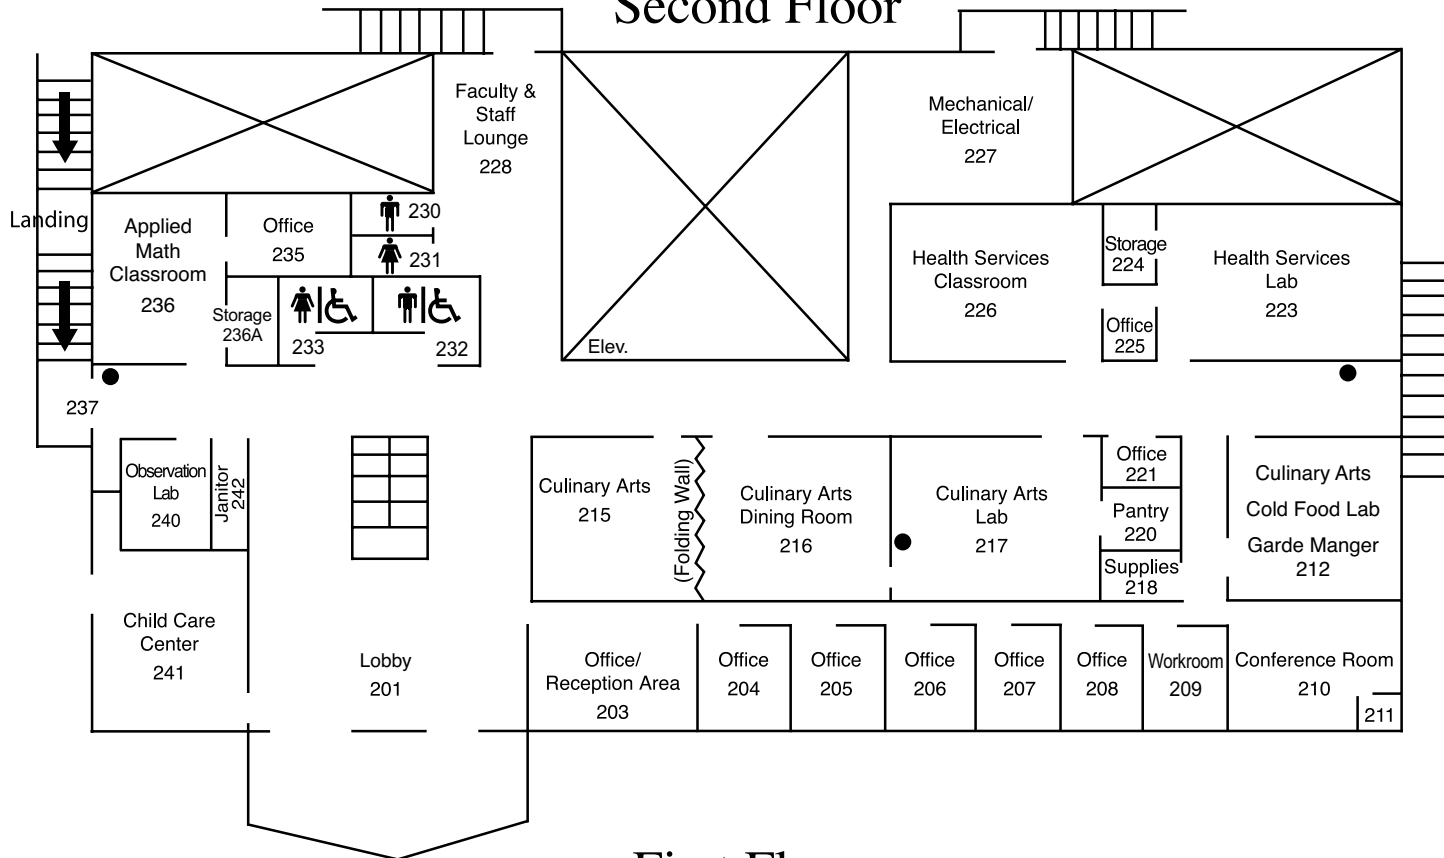 Second Floor
Faculty &
Staff
Lounge
228
Mechanical/
Electrical
227
Landing
Applied
Math
Classroom
236
Office
235
230
231
Storage
236A
233
232
Elev.
Health Services
Classroom
226
Storage
224
Office
225
Health Services
Lab
223
237
Observation
Lab
240
Janitor
242
Culinary Arts
215
(Folding Wall)
Culinary Arts
Dining Room
216
Culinary Arts
Lab
217
Office
221
Pantry
220
Supplies
218
Culinary Arts
Cold Food Lab
Garde Manger
212
Child Care
Center
241
Lobby
201
Office/
Reception Area
203
Office
204
Office
205
Office
206
Office
207
Office
208
Workroom
209
Conference Room
210
211
First